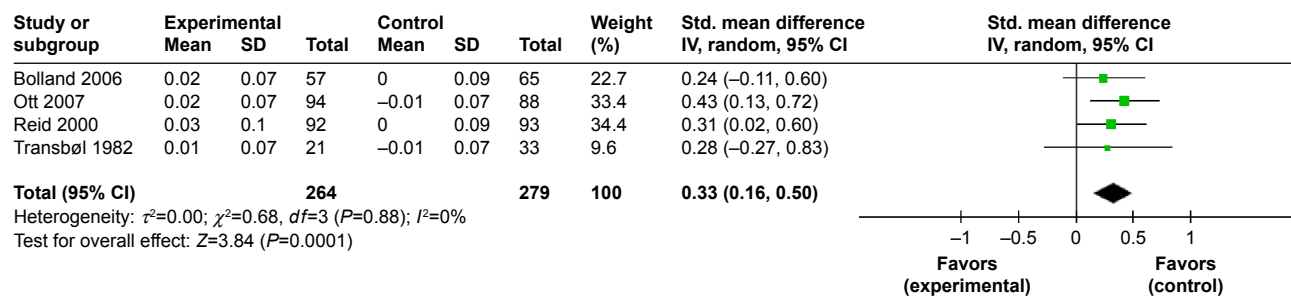 Study or Experimental Control Weight Std. mean difference Std. mean difference
subgroup Mean SD Total Mean SD Total (%) IV, random, 95% CI IV, random, 95% CI
Bolland 2006 0.02 0.07 57 0 0.09 65 22.7 0.24 (–0.11, 0.60)
Ott 2007 0.02 0.07 94 –0.01 0.07 88 33.4 0.43 (0.13, 0.72)
Reid 2000 0.03 0.1 92 0 0.09 93 34.4 0.31 (0.02, 0.60)
Transbøl 1982 0.01 0.07 21 –0.01 0.07 33 9.6 0.28 (–0.27, 0.83)
Total (95% CI) 264 279 100 0.33 (0.16, 0.50)
Heterogeneity: τ²=0.00; χ²=0.68, df=3 (P=0.88); I²=0%
Test for overall effect: Z=3.84 (P=0.0001)
–1 –0.5 0 0.5 1
Favors Favors
(experimental) (control)